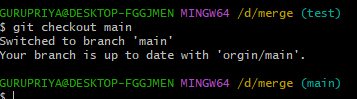 GURUPRIYA@DESKTOP-FGGJMEN MINGW64 /d/merge (test)
$ git checkout main
Switched to branch 'main'
Your branch is up to date with 'orgin/main'.
GURUPRIYA@DESKTOP-FGGJMEN MINGW64 /d/merge (main)
$